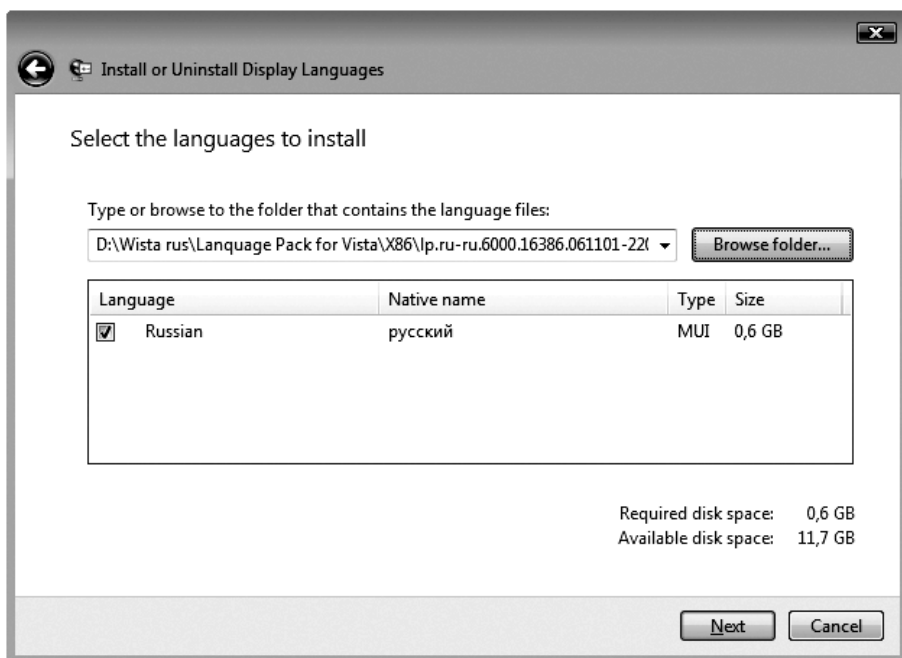 Install or Uninstall Display Languages
Select the languages to install
Type or browse to the folder that contains the language files:
D:\Wista rus\Lanquage Pack for Vista\X86\lp.ru-ru.6000.16386.061101-220 Browse folder...
Language Native name Type Size
Russian русский MUI 0,6 GB
Required disk space: 0,6 GB
Available disk space: 11,7 GB
Next Cancel